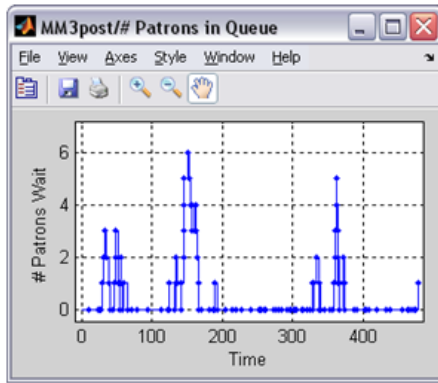 MM3post/# Patrons in Queue
File View Axes Style Window Help
6
4
2
0
# Patrons Wait
0 100 200 300 400
Time